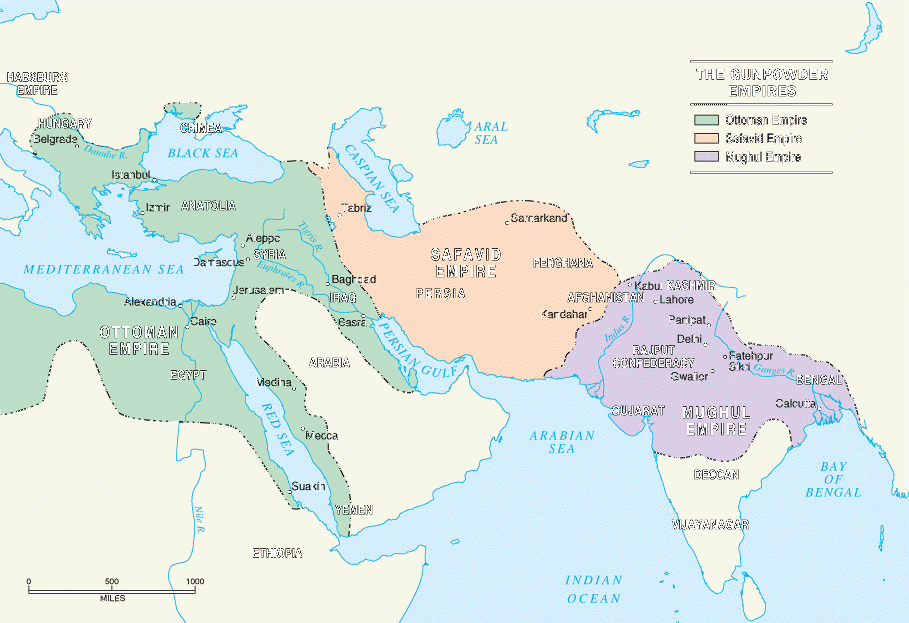 THE GUNPOWDER
EMPIRES
Ottoman Empire
Safavid Empire
Mughul Empire
HABSBURG
EMPIRE
HUNGARY
Belgrade
Danube R.
CRIMEA
BLACK SEA
Istanbul
CASPIAN SEA
ARAL
SEA
Izmir
ANATOLIA
Tabriz
Samarkand
Aleppo
SYRIA
Tigris R.
Damascus
Euphrates R.
MEDITERRANEAN SEA
SAFAVID
EMPIRE
PERSIA
FERGHANA
Baghdad
IRAQ
Jerusalem
Alexandria
Cairo
Basra
AFGHANISTAN
Kandahar
Kabul
KASHMIR
Lahore
Panipat
Delhi
Indus R.
RAJPUT
CONFEDERACY
Fatehpur
Sikri
Gwalior
Ganges R.
BENGAL
Calcutta
OTTOMAN
EMPIRE
EGYPT
ARABIA
PERSIAN GULF
Medina
RED SEA
Mecca
GUJARAT
MUGHUL
EMPIRE
ARABIAN
SEA
DECCAN
BAY
OF
BENGAL
Suakin
YEMEN
Nile R.
ETHIOPIA
VIJAYANAGAR
INDIAN
OCEAN
0 500 1000
MILES